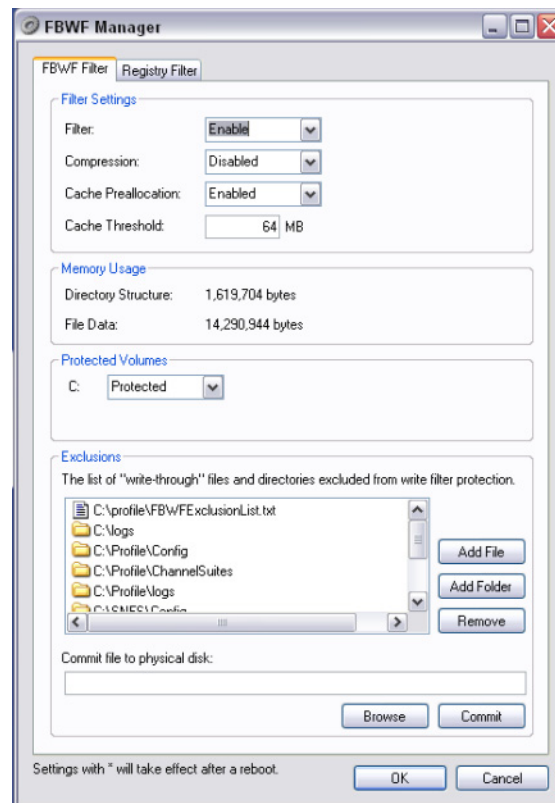 FBWF Manager
FBWF Filter Registry Filter
Filter Settings
Filter: Enable
Compression: Disabled
Cache Preallocation: Enabled
Cache Threshold: 64 MB
Memory Usage
Directory Structure: 1,619,704 bytes
File Data: 14,290,944 bytes
Protected Volumes
C: Protected
Exclusions
The list of "write-through" files and directories excluded from write filter protection.
C:\profile\FBWFExclusionList.txt
C:\logs
C:\Profile\Config
C:\Profile\ChannelSuites
C:\Profile\logs
C:\SNFS\Config
Add File
Add Folder
Remove
Commit file to physical disk:
Browse Commit
Settings with * will take effect after a reboot.
OK Cancel